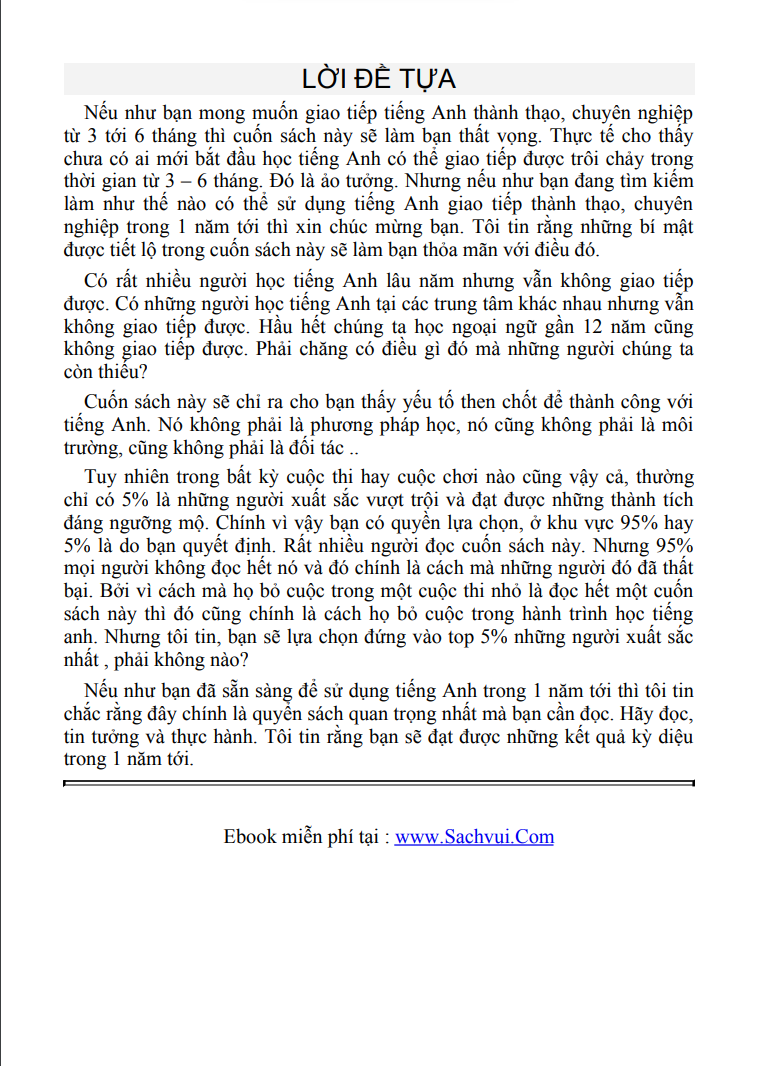 LỜI ĐỀ TỰA
Nếu như bạn mong muốn giao tiếp tiếng Anh thành thạo, chuyên nghiệp
từ 3 tới 6 tháng thì cuốn sách này sẽ làm bạn thất vọng. Thực tế cho thấy
chưa có ai mới bắt đầu học tiếng Anh có thể giao tiếp được trôi chảy trong
thời gian từ 3 – 6 tháng. Đó là ảo tưởng. Nhưng nếu như bạn đang tìm kiếm
làm như thế nào có thể sử dụng tiếng Anh giao tiếp thành thạo, chuyên
nghiệp trong 1 năm tới thì xin chúc mừng bạn. Tôi tin rằng những bí mật
được tiết lộ trong cuốn sách này sẽ làm bạn thỏa mãn với điều đó.
Có rất nhiều người học tiếng Anh lâu năm nhưng vẫn không giao tiếp
được. Có những người học tiếng Anh tại các trung tâm khác nhau nhưng vẫn
không giao tiếp được. Hầu hết chúng ta học ngoại ngữ gần 12 năm cũng
không giao tiếp được. Phải chăng có điều gì đó mà những người chúng ta
còn thiếu?
Cuốn sách này sẽ chỉ ra cho bạn thấy yếu tố then chốt để thành công với
tiếng Anh. Nó không phải là phương pháp học, nó cũng không phải là môi
trường, cũng không phải là đối tác ..
Tuy nhiên trong bất kỳ cuộc thi hay cuộc chơi nào cũng vậy cả, thường
chỉ có 5% là những người xuất sắc vượt trội và đạt được những thành tích
đáng ngưỡng mộ. Chính vì vậy bạn có quyền lựa chọn, ở khu vực 95% hay
5% là do bạn quyết định. Rất nhiều người đọc cuốn sách này. Nhưng 95%
mọi người không đọc hết nó và đó chính là cách mà những người đó đã thất
bại. Bởi vì cách mà họ bỏ cuộc trong một cuộc thi nhỏ là đọc hết một cuốn
sách này thì đó cũng chính là cách họ bỏ cuộc trong hành trình học tiếng
anh. Nhưng tôi tin, bạn sẽ lựa chọn đứng vào top 5% những người xuất sắc
nhất , phải không nào?
Nếu như bạn đã sẵn sàng để sử dụng tiếng Anh trong 1 năm tới thì tôi tin
chắc rằng đây chính là quyển sách quan trọng nhất mà bạn cần đọc. Hãy đọc,
tin tưởng và thực hành. Tôi tin rằng bạn sẽ đạt được những kết quả kỳ diệu
trong 1 năm tới.
Ebook miễn phí tại : www.Sachvui.Com